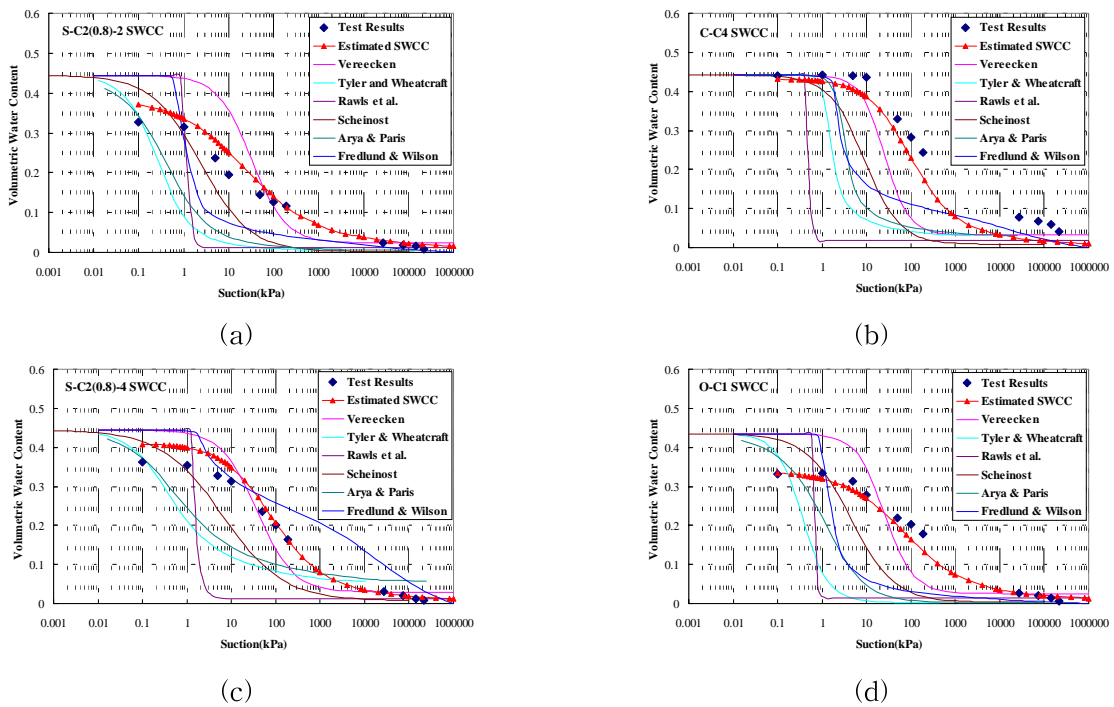 S-C2(0.8)-2 SWCC
Test Results
Estimated SWCC
Vereecken
Tyler and Wheatcraft
Rawls et al.
Scheinost
Arya & Paris
Fredlund & Wilson
Volumetric Water Content
0.6
0.5
0.4
0.3
0.2
0.1
0
0.001 0.01 0.1 1 10 100 1000 10000 100000 1000000
Suction(kPa)
(a)
C-C4 SWCC
Test Results
Estimated SWCC
Vereecken
Tyler & Wheatcraft
Rawls et al.
Scheinost
Arya & Paris
Fredlund & Wilson
Volumetric Water Content
0.6
0.5
0.4
0.3
0.2
0.1
0
0.001 0.01 0.1 1 10 100 1000 10000 100000 1000000
Suction(kPa)
(b)
S-C2(0.8)-4 SWCC
Test Results
Estimated SWCC
Vereecken
Tyler & Wheatcraft
Rawls et al.
Scheinost
Arya & Paris
Fredlund & Wilson
Volumetric Water Content
0.6
0.5
0.4
0.3
0.2
0.1
0
0.001 0.01 0.1 1 10 100 1000 10000 100000 1000000
Suction(kPa)
(c)
O-C1 SWCC
Test Results
Estimated SWCC
Vereecken
Tyler & Wheatcraft
Rawls et al.
Scheinost
Arya & Paris
Fredlund & Wilson
Volumetric Water Content
0.6
0.5
0.4
0.3
0.2
0.1
0
0.001 0.01 0.1 1 10 100 1000 10000 100000 1000000
Suction(kPa)
(d)